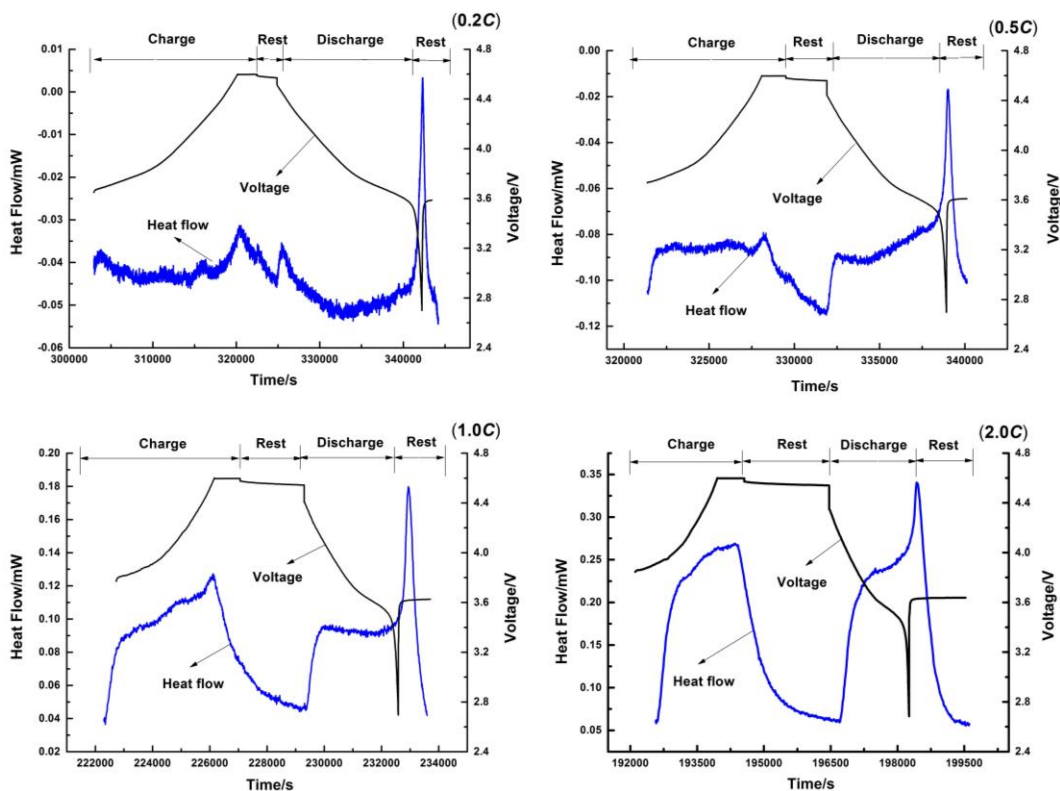 (0.2C)
Charge Rest Discharge Rest
0.01
0.00
-0.01
-0.02
-0.03
-0.04
-0.05
-0.06
Heat Flow/mW
4.8
4.4
4.0
3.6
3.2
2.8
2.4
Voltage/V
Voltage
Heat flow
300000 310000 320000 330000 340000
Time/s
(0.5C)
Charge Rest Discharge Rest
0.00
-0.02
-0.04
-0.06
-0.08
-0.10
-0.12
Heat Flow/mW
4.8
4.4
4.0
3.6
3.2
2.8
2.4
Voltage/V
Voltage
Heat flow
320000 325000 330000 335000 340000
Time/s
(1.0C)
Charge Rest Discharge Rest
0.20
0.18
0.16
0.14
0.12
0.10
0.08
0.06
0.04
0.02
Heat Flow/mW
4.8
4.4
4.0
3.6
3.2
2.8
2.4
Voltage/V
Voltage
Heat flow
222000 224000 226000 228000 230000 232000 234000
Time/s
(2.0C)
Charge Rest Discharge Rest
0.35
0.30
0.25
0.20
0.15
0.10
0.05
Heat Flow/mW
4.8
4.4
4.0
3.6
3.2
2.8
2.4
Voltage/V
Voltage
Heat flow
192000 193500 195000 196500 198000 199500
Time/s